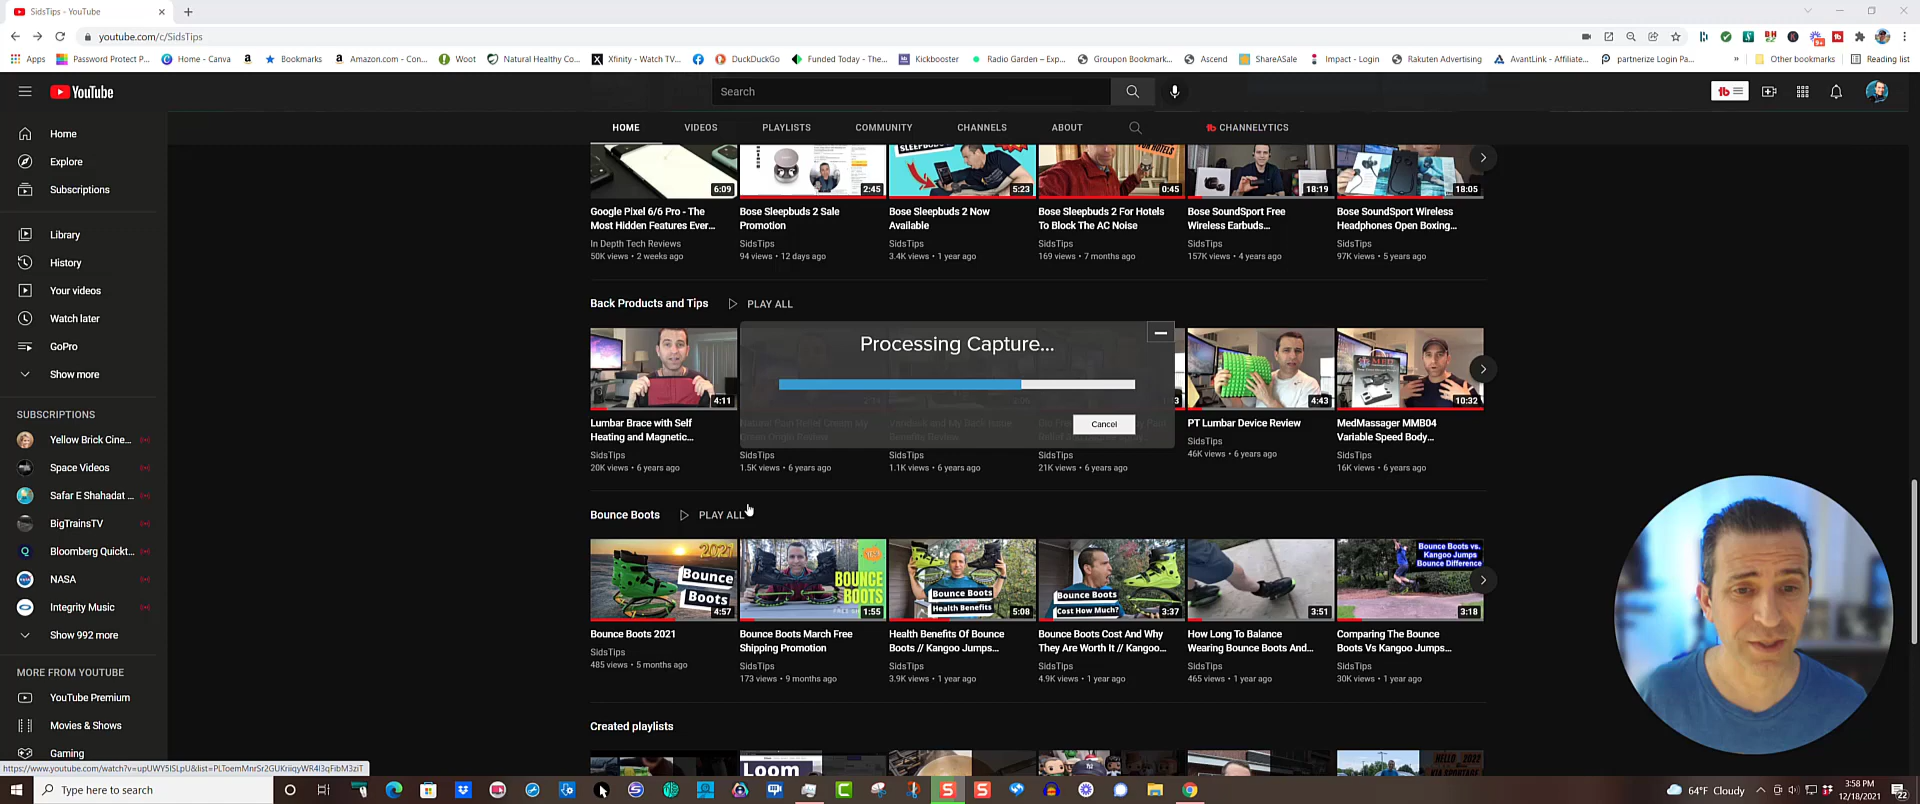 SidsTips - YouTube
youtube.com/c/SidsTips
Apps
Password Protect P...
Home - Canva
Bookmarks
Amazon.com - Con...
Woot
Natural Healthy Co...
Xfinity - Watch TV...
DuckDuckGo
Funded Today - The...
Kickbooster
Radio Garden – Exp...
Groupon Bookmark...
Ascend
ShareASale
Impact - Login
Rakuten Advertising
AvantLink - Affiliate...
partnerize Login Pa...
Other bookmarks
Reading list
YouTube
Search
HOME
VIDEOS
PLAYLISTS
COMMUNITY
CHANNELS
ABOUT
CHANNELYTICS
Home
Explore
Subscriptions
Library
History
Your videos
Watch later
GoPro
Show more
SUBSCRIPTIONS
Yellow Brick Cine...
Space Videos
Safar E Shahadat ...
BigTrainsTV
Bloomberg Quickt...
NASA
Integrity Music
Show 992 more
MORE FROM YOUTUBE
YouTube Premium
Movies & Shows
Gaming
SLEEPBUDS
FOR HOTELS
6:09
2:45
5:23
0:45
18:19
18:05
Google Pixel 6/6 Pro - The
Most Hidden Features Ever...
In Depth Tech Reviews
50K views • 2 weeks ago
Bose Sleepbuds 2 Sale
Promotion
SidsTips
94 views • 12 days ago
Bose Sleepbuds 2 Now
Available
SidsTips
3.4K views • 1 year ago
Bose Sleepbuds 2 For Hotels
To Block The AC Noise
SidsTips
169 views • 7 months ago
Bose SoundSport Free
Wireless Earbuds...
SidsTips
157K views • 4 years ago
Bose SoundSport Wireless
Headphones Open Boxing...
SidsTips
97K views • 5 years ago
Back Products and Tips
PLAY ALL
Processing Capture...
Cancel
4:11
4:43
10:32
Lumbar Brace with Self
Heating and Magnetic...
SidsTips
20K views • 6 years ago
SidsTips
1.5K views • 6 years ago
SidsTips
1.1K views • 6 years ago
SidsTips
21K views • 6 years ago
PT Lumbar Device Review
SidsTips
46K views • 6 years ago
MedMassager MMB04
Variable Speed Body...
SidsTips
16K views • 6 years ago
Bounce Boots
PLAY ALL
2021
Bounce
Boots
4:57
BOUNCE
BOOTS
1:55
Bounce Boots
Health Benefits
5:08
Bounce Boots
Cost How Much?
3:37
3:51
Bounce Boots vs.
Kangoo Jumps
Bounce Difference
3:18
Bounce Boots 2021
SidsTips
485 views • 5 months ago
Bounce Boots March Free
Shipping Promotion
SidsTips
173 views • 9 months ago
Health Benefits Of Bounce
Boots // Kangoo Jumps...
SidsTips
3.9K views • 1 year ago
Bounce Boots Cost And Why
They Are Worth It // Kangoo...
SidsTips
4.9K views • 1 year ago
How Long To Balance
Wearing Bounce Boots And...
SidsTips
465 views • 1 year ago
Comparing The Bounce
Boots Vs Kangoo Jumps...
SidsTips
30K views • 1 year ago
Created playlists
Loom
HELLO 2022
Type here to search
64°F Cloudy
3:58 PM
12/18/2021
22